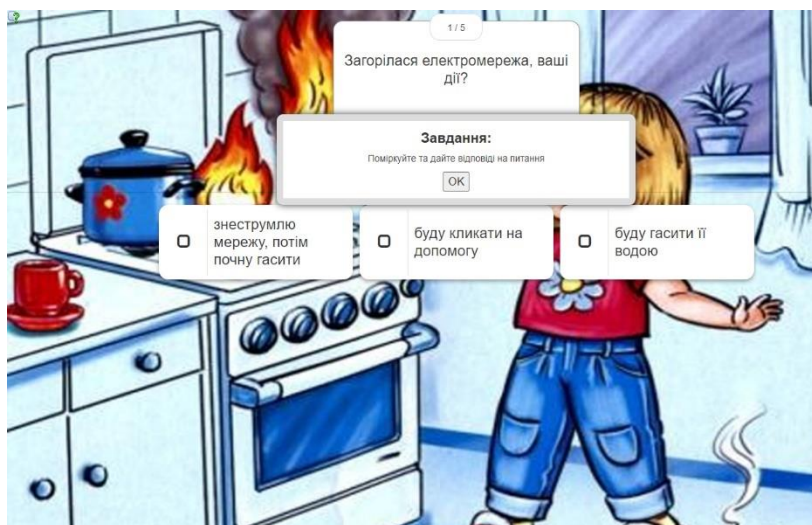 1 / 5
Загорілася електромережа, ваші
дії?
Завдання:
Поміркуйте та дайте відповіді на питання
OK
знеструмлю
мережу, потім
почну гасити
буду кликати на
допомогу
буду гасити її
водою